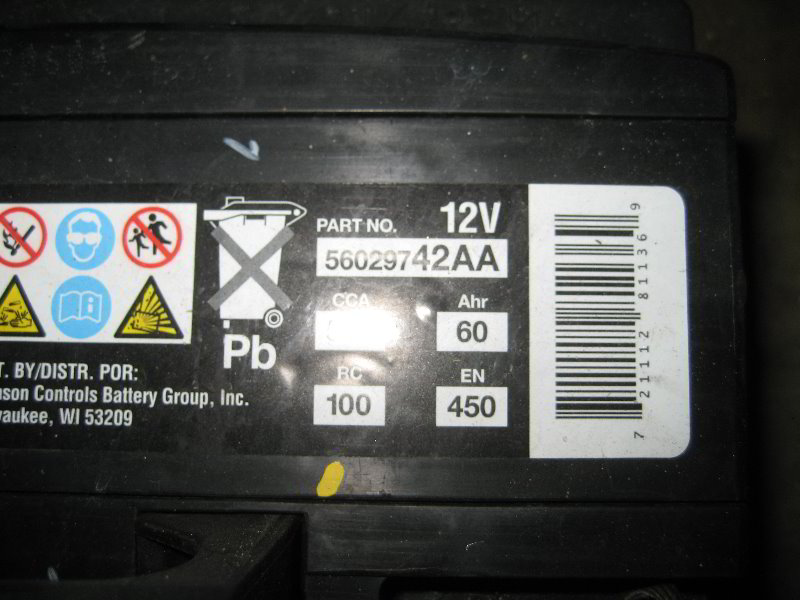 PART NO. 12V
56029742AA
CCA Ahr
60
Pb
RC EN
100 450
T. BY/DISTR. POR:
nson Controls Battery Group, Inc.
vaukee, WI 53209
7 21112 81136 9